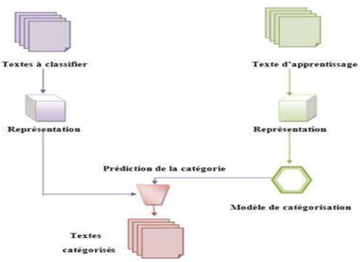 Textes à classifier
Texte d'apprentissage
Représentation
Représentation
Prédiction de la catégorie
Modèle de catégorisation
Textes
catégorisés